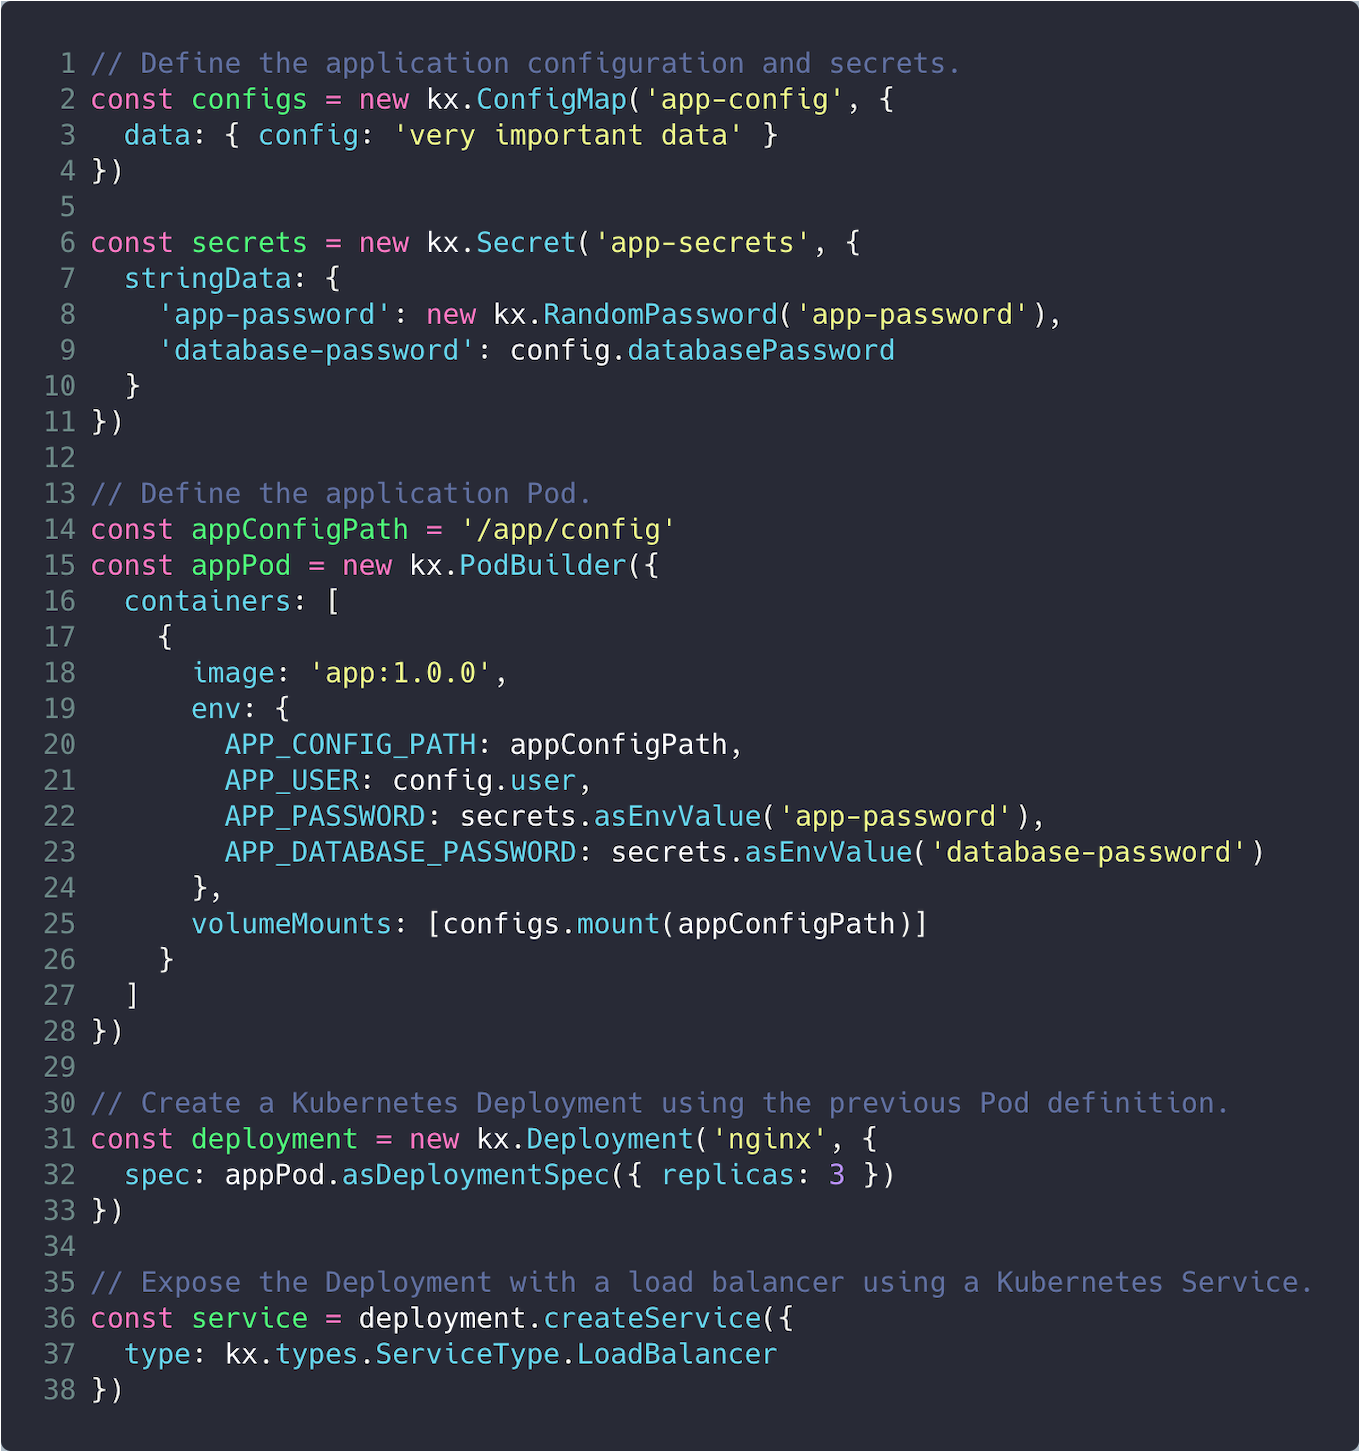 1 // Define the application configuration and secrets.
2 const configs = new kx.ConfigMap('app-config', {
3   data: { config: 'very important data' }
4 })
5
6 const secrets = new kx.Secret('app-secrets', {
7   stringData: {
8     'app-password': new kx.RandomPassword('app-password'),
9     'database-password': config.databasePassword
10   }
11 })
12
13 // Define the application Pod.
14 const appConfigPath = '/app/config'
15 const appPod = new kx.PodBuilder({
16   containers: [
17     {
18       image: 'app:1.0.0',
19       env: {
20         APP_CONFIG_PATH: appConfigPath,
21         APP_USER: config.user,
22         APP_PASSWORD: secrets.asEnvValue('app-password'),
23         APP_DATABASE_PASSWORD: secrets.asEnvValue('database-password')
24       },
25       volumeMounts: [configs.mount(appConfigPath)]
26     }
27   ]
28 })
29
30 // Create a Kubernetes Deployment using the previous Pod definition.
31 const deployment = new kx.Deployment('nginx', {
32   spec: appPod.asDeploymentSpec({ replicas: 3 })
33 })
34
35 // Expose the Deployment with a load balancer using a Kubernetes Service.
36 const service = deployment.createService({
37   type: kx.types.ServiceType.LoadBalancer
38 })